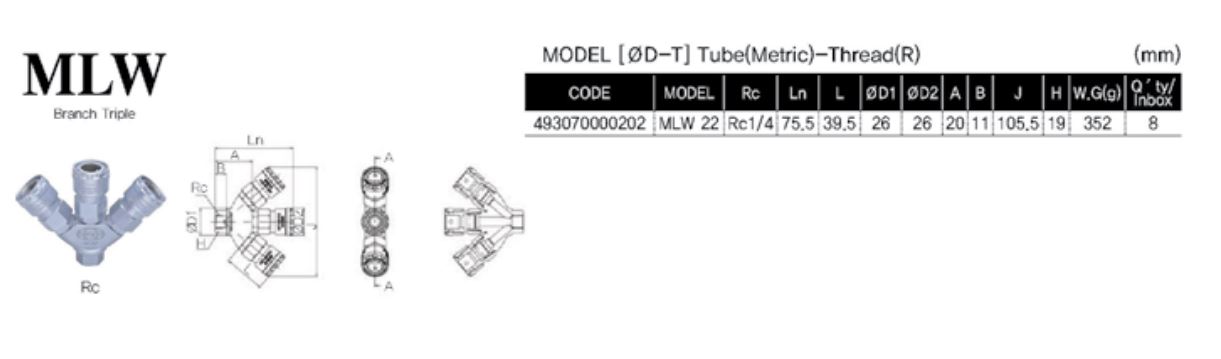 MLW
Branch Triple
Rc
Ln
A
B
Rc
ØD1
H
ØD2
J
L
A
A
MODEL [ØD-T] Tube(Metric)-Thread(R) (mm)
CODE MODEL Rc Ln L ØD1 ØD2 A B J H W.G(g) Q'ty/Inbox
493070000202 MLW 22 Rc1/4 75.5 39.5 26 26 20 11 105.5 19 352 8